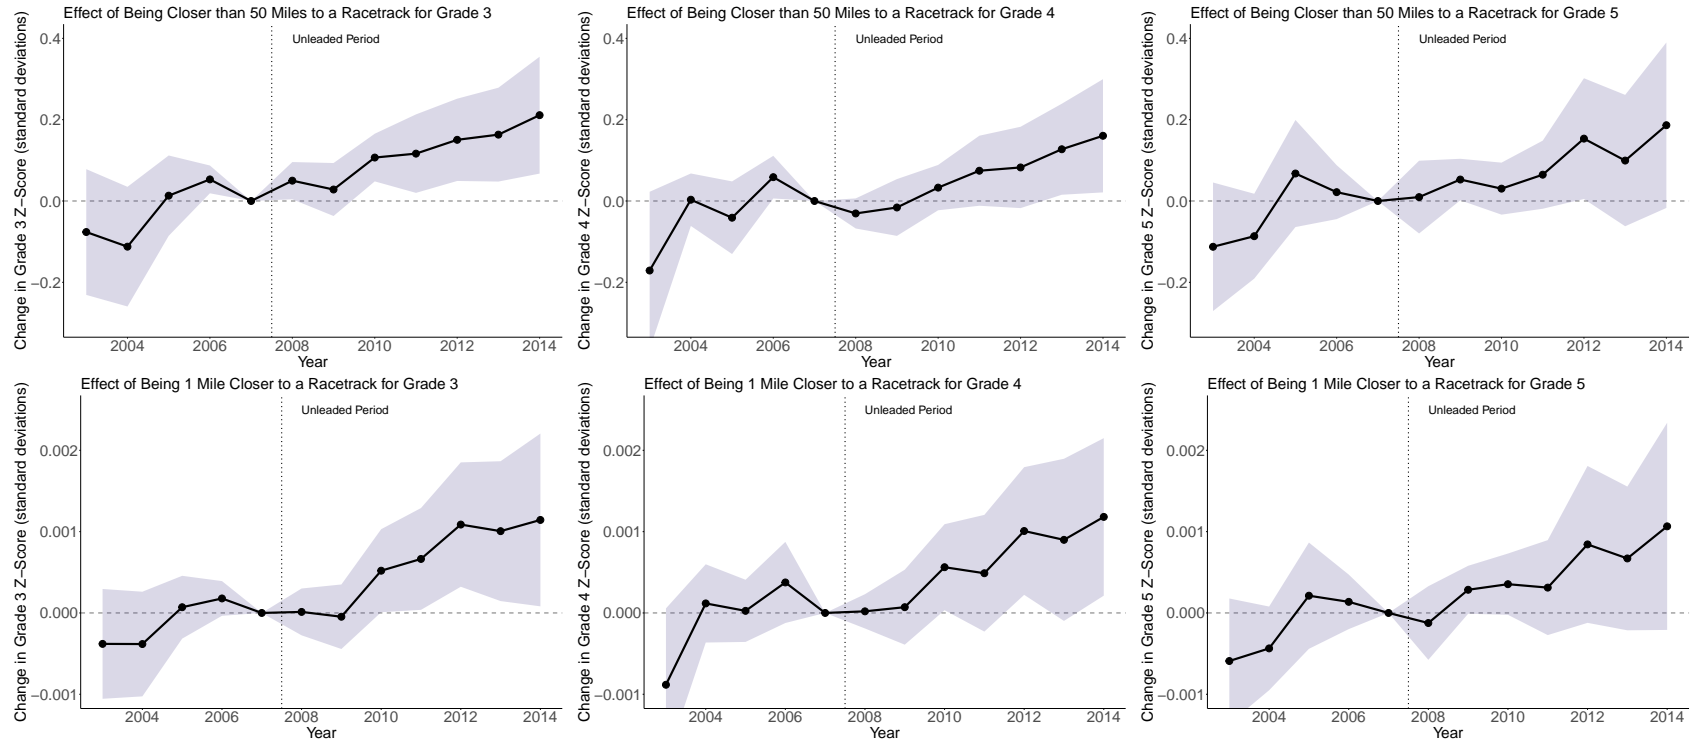 Effect of Being Closer than 50 Miles to a Racetrack for Grade 3
Change in Grade 3 Z−Score (standard deviations)
Unleaded Period
0.4
0.2
0.0
−0.2
2004 2006 2008 2010 2012 2014
Year
Effect of Being Closer than 50 Miles to a Racetrack for Grade 4
Change in Grade 4 Z−Score (standard deviations)
Unleaded Period
0.4
0.2
0.0
−0.2
2004 2006 2008 2010 2012 2014
Year
Effect of Being Closer than 50 Miles to a Racetrack for Grade 5
Change in Grade 5 Z−Score (standard deviations)
Unleaded Period
0.4
0.2
0.0
−0.2
2004 2006 2008 2010 2012 2014
Year
Effect of Being 1 Mile Closer to a Racetrack for Grade 3
Change in Grade 3 Z−Score (standard deviations)
Unleaded Period
0.002
0.001
0.000
−0.001
2004 2006 2008 2010 2012 2014
Year
Effect of Being 1 Mile Closer to a Racetrack for Grade 4
Change in Grade 4 Z−Score (standard deviations)
Unleaded Period
0.002
0.001
0.000
−0.001
2004 2006 2008 2010 2012 2014
Year
Effect of Being 1 Mile Closer to a Racetrack for Grade 5
Change in Grade 5 Z−Score (standard deviations)
Unleaded Period
0.002
0.001
0.000
−0.001
2004 2006 2008 2010 2012 2014
Year